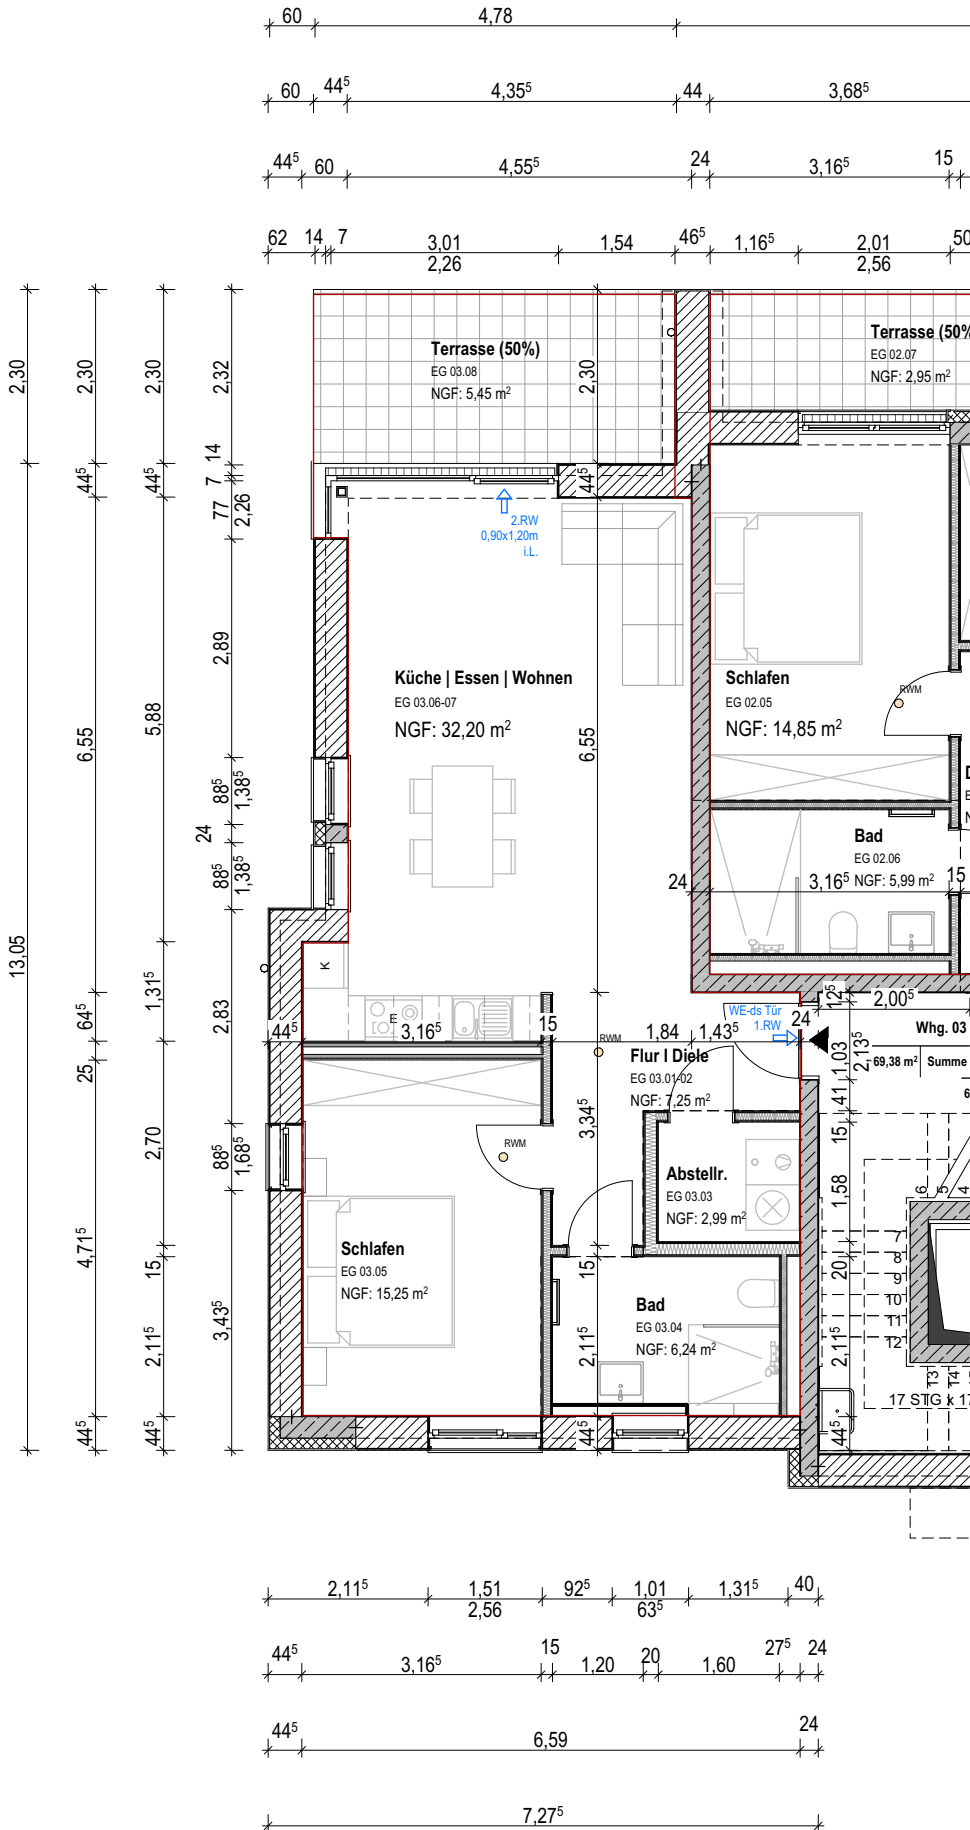 60 4,78
60 44⁵ 4,35⁵ 44 3,68⁵
44⁵ 60 4,55⁵ 24 3,16⁵ 15
62 14 7 3,01 1,54 46⁵ 1,16⁵ 2,01 50
2,26 2,56
2,30 2,30 2,30 2,32 2,30
Terrasse (50%)
EG 03.08
NGF: 5,45 m²
Terrasse (50%
EG 02.07
NGF: 2,95 m²
44⁵ 44⁵ 14 7 77 2,26 44⁵
2.RW
0,90x1,20m
i.L.
2,89
Küche | Essen | Wohnen
EG 03.06-07
NGF: 32,20 m²
Schlafen
EG 02.05
NGF: 14,85 m²
RWM
6,55 5,88 6,55
88⁵ 1,38⁵
24
88⁵ 1,38⁵
D
E
N
Bad
EG 02.06
NGF: 5,99 m²
24 3,16⁵ 15
13,05
64⁵ 1,31⁵ 2,83
25
K
E
44⁵ 3,16⁵ 15 1,84 1,43⁵ 24
WE-ds Tür
1.RW
12⁵ 2,00⁵
Whg. 03
1,03 2,13⁵
69,38 m² Summe
6
RWM
Flur | Diele
EG 03.01-02
NGF: 7,25 m²
41
15
3,34⁵
2,70 88⁵ 1,68⁵
RWM
Abstellr.
EG 03.03
NGF: 2,99 m²
1,58
6 5 4
7
8
9
10
11
12
13 14
17 STG x 17
4,71⁵ 15 15 20
Schlafen
EG 03.05
NGF: 15,25 m²
Bad
EG 03.04
NGF: 6,24 m²
2,11⁵ 3,43⁵ 2,11⁵ 2,11⁵
44⁵ 44⁵ 44⁵ 44⁵
2,11⁵ 1,51 92⁵ 1,01 1,31⁵ 40
2,56 63⁵
44⁵ 3,16⁵ 15 1,20 20 1,60 27⁵ 24
44⁵ 6,59 24
7,27⁵